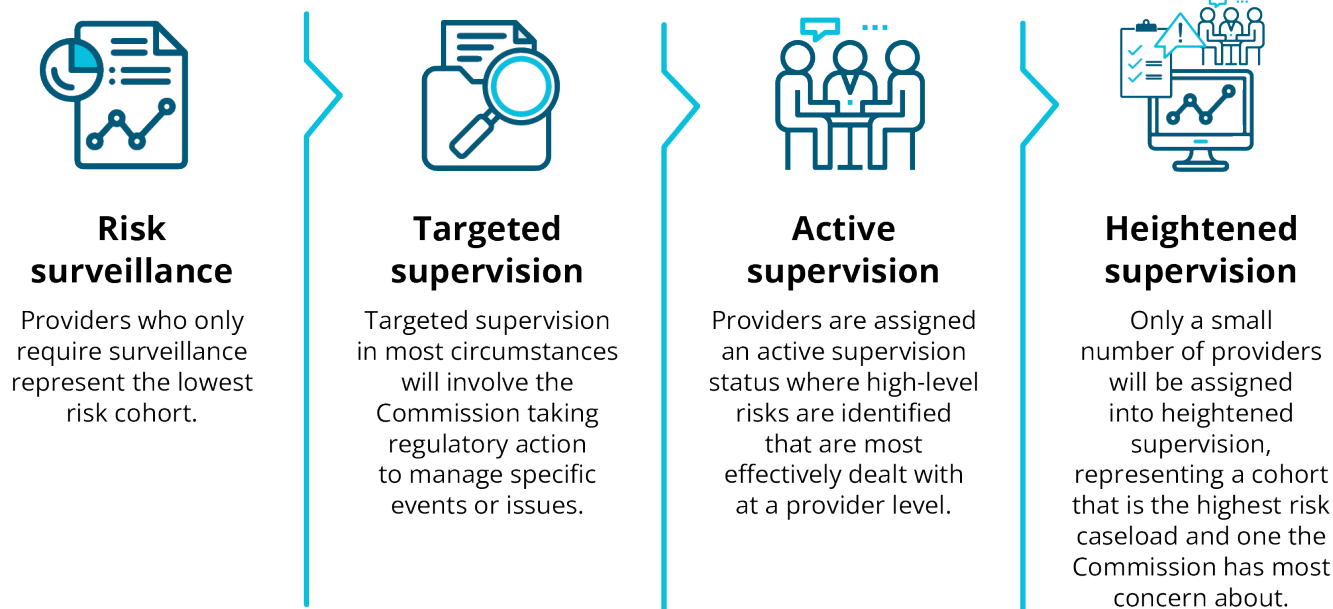 Risk
surveillance
Providers who only
require surveillance
represent the lowest
risk cohort.
Targeted
supervision
Targeted supervision
in most circumstances
will involve the
Commission taking
regulatory action
to manage specific
events or issues.
Active
supervision
Providers are assigned
an active supervision
status where high-level
risks are identified
that are most
effectively dealt with
at a provider level.
Heightened
supervision
Only a small
number of providers
will be assigned
into heightened
supervision,
representing a cohort
that is the highest risk
caseload and one the
Commission has most
concern about.